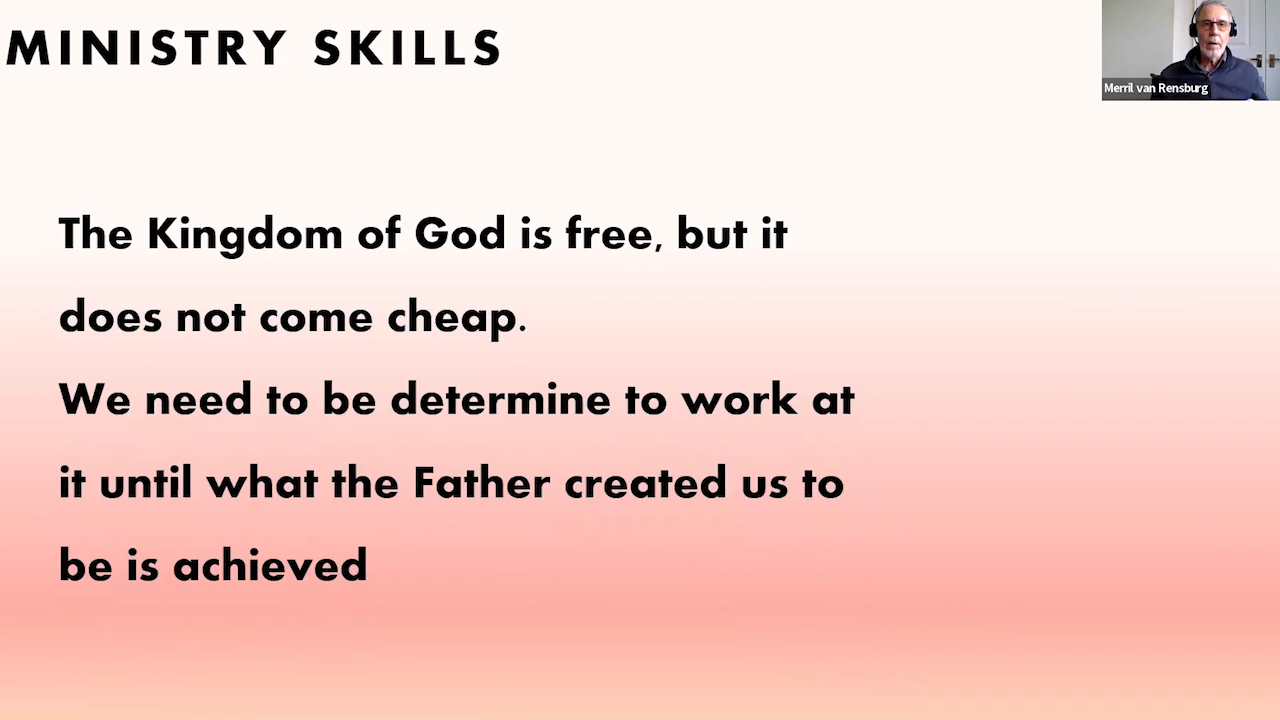 MINISTRY SKILLS
Merril van Rensburg
The Kingdom of God is free, but it
does not come cheap.
We need to be determine to work at
it until what the Father created us to
be is achieved